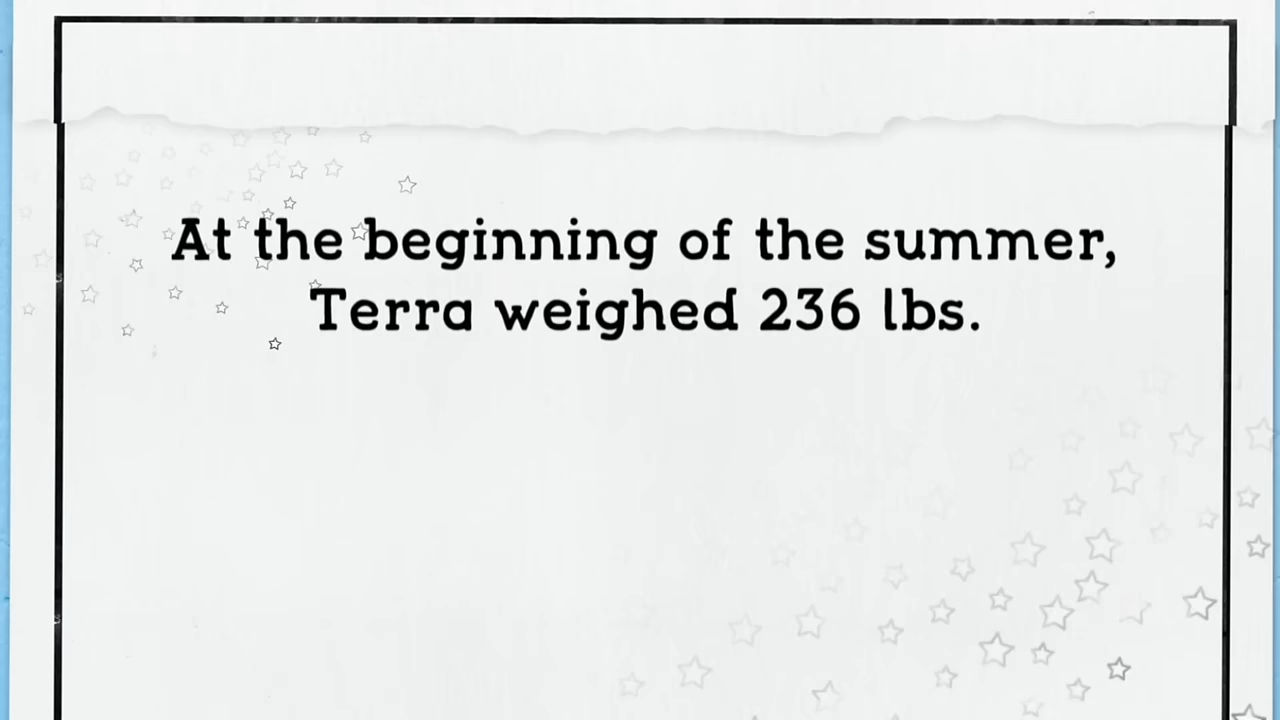 At the beginning of the summer,
Terra weighed 236 lbs.